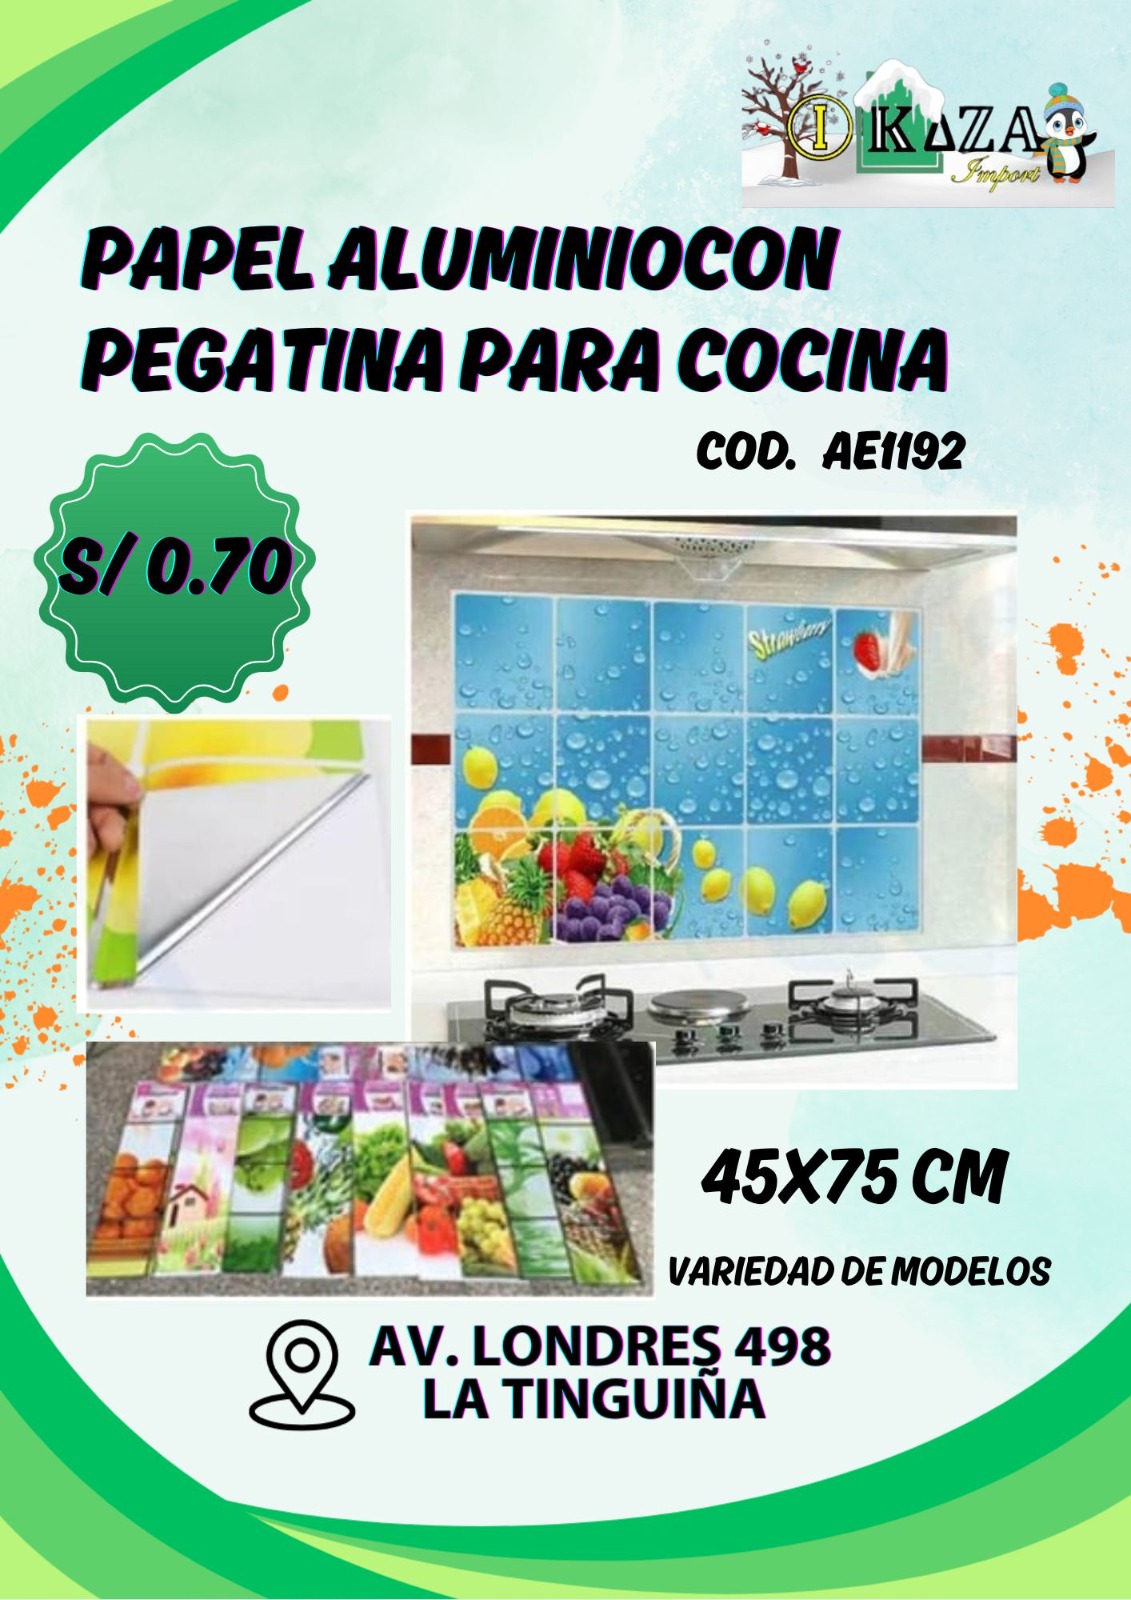 I KAZA
Import
PAPEL ALUMINIOCON
PEGATINA PARA COCINA
COD. AE1192
S/ 0.70
Strawberry
45X75 CM
VARIEDAD DE MODELOS
AV. LONDRES 498
LA TINGUIÑA